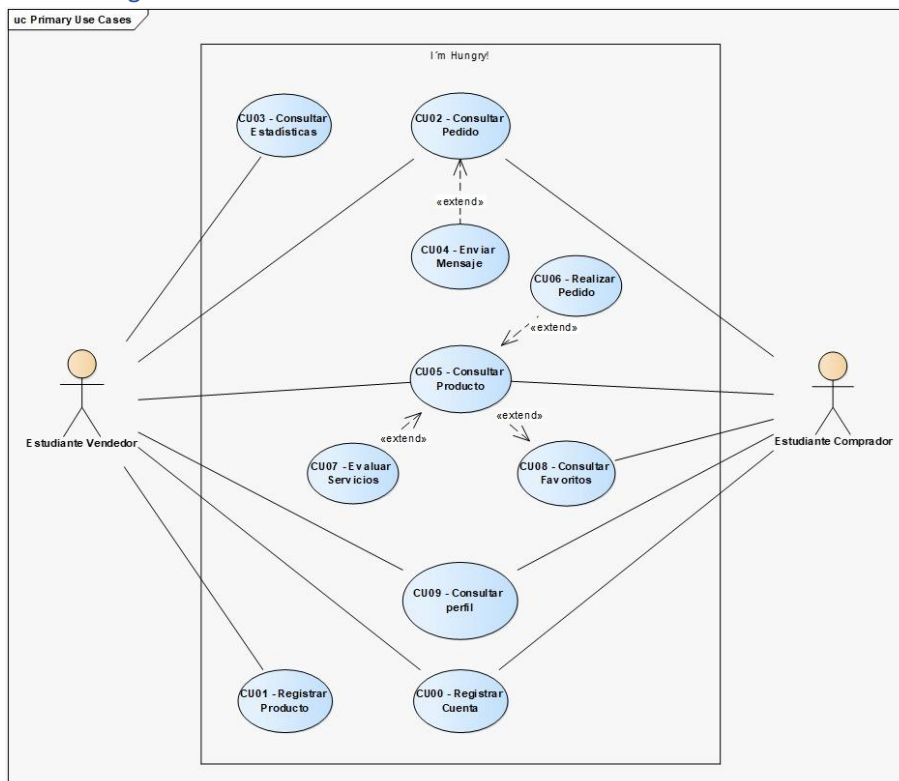 uc Primary Use Cases
I´m Hungry!
CU03 - Consultar
Estadísticas
CU02 - Consultar
Pedido
«extend»
CU04 - Enviar
Mensaje
CU06 - Realizar
Pedido
«extend»
CU05 - Consultar
Producto
Estudiante Vendedor
Estudiante Comprador
«extend»
«extend»
CU07 - Evaluar
Servicios
CU08 - Consultar
Favoritos
CU09 - Consultar
perfil
CU01 - Registrar
Producto
CU00 - Registrar
Cuenta